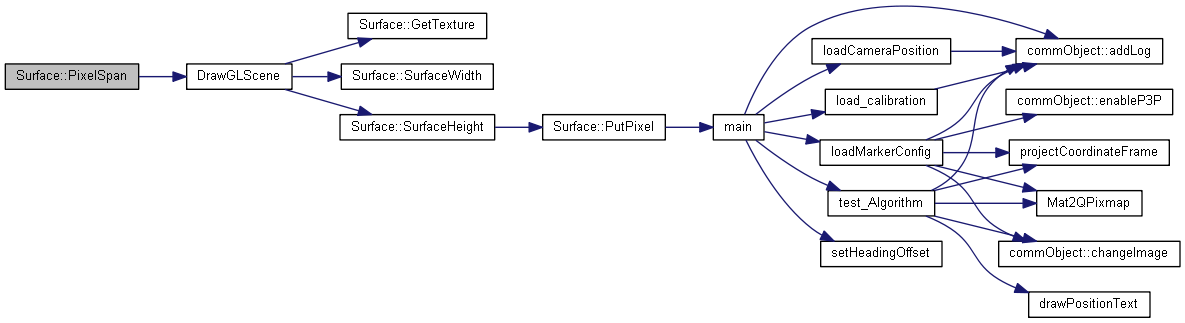 Surface::PixelSpan
DrawGLScene
Surface::GetTexture
Surface::SurfaceWidth
Surface::SurfaceHeight
Surface::PutPixel
main
loadCameraPosition
load_calibration
loadMarkerConfig
test_Algorithm
setHeadingOffset
commObject::addLog
commObject::enableP3P
projectCoordinateFrame
Mat2QPixmap
commObject::changeImage
drawPositionText